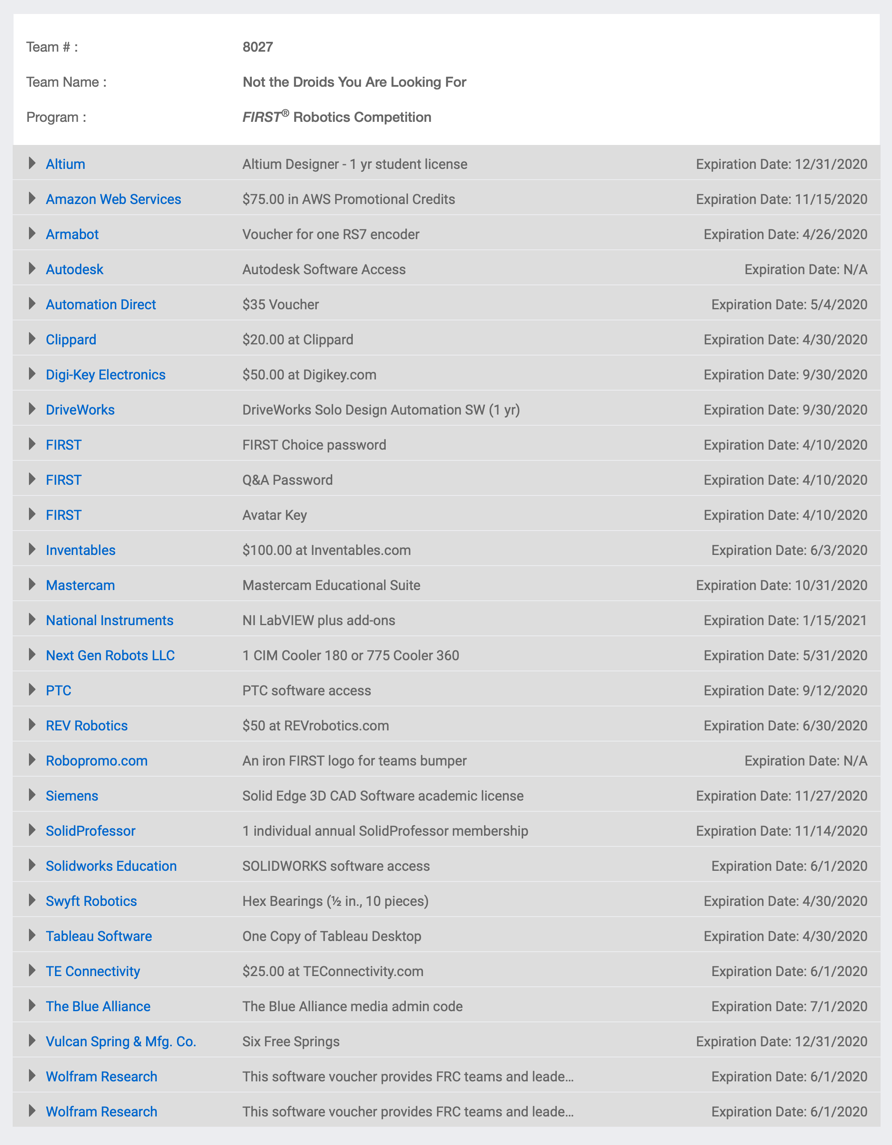 Team # : 8027
Team Name : Not the Droids You Are Looking For
Program : FIRST® Robotics Competition
Altium Altium Designer - 1 yr student license Expiration Date: 12/31/2020
Amazon Web Services $75.00 in AWS Promotional Credits Expiration Date: 11/15/2020
Armabot Voucher for one RS7 encoder Expiration Date: 4/26/2020
Autodesk Autodesk Software Access Expiration Date: N/A
Automation Direct $35 Voucher Expiration Date: 5/4/2020
Clippard $20.00 at Clippard Expiration Date: 4/30/2020
Digi-Key Electronics $50.00 at Digikey.com Expiration Date: 9/30/2020
DriveWorks DriveWorks Solo Design Automation SW (1 yr) Expiration Date: 9/30/2020
FIRST FIRST Choice password Expiration Date: 4/10/2020
FIRST Q&A Password Expiration Date: 4/10/2020
FIRST Avatar Key Expiration Date: 4/10/2020
Inventables $100.00 at Inventables.com Expiration Date: 6/3/2020
Mastercam Mastercam Educational Suite Expiration Date: 10/31/2020
National Instruments NI LabVIEW plus add-ons Expiration Date: 1/15/2021
Next Gen Robots LLC 1 CIM Cooler 180 or 775 Cooler 360 Expiration Date: 5/31/2020
PTC PTC software access Expiration Date: 9/12/2020
REV Robotics $50 at REVrobotics.com Expiration Date: 6/30/2020
Robopromo.com An iron FIRST logo for teams bumper Expiration Date: N/A
Siemens Solid Edge 3D CAD Software academic license Expiration Date: 11/27/2020
SolidProfessor 1 individual annual SolidProfessor membership Expiration Date: 11/14/2020
Solidworks Education SOLIDWORKS software access Expiration Date: 6/1/2020
Swyft Robotics Hex Bearings (½ in., 10 pieces) Expiration Date: 4/30/2020
Tableau Software One Copy of Tableau Desktop Expiration Date: 4/30/2020
TE Connectivity $25.00 at TEConnectivity.com Expiration Date: 6/1/2020
The Blue Alliance The Blue Alliance media admin code Expiration Date: 7/1/2020
Vulcan Spring & Mfg. Co. Six Free Springs Expiration Date: 12/31/2020
Wolfram Research This software voucher provides FRC teams and leade... Expiration Date: 6/1/2020
Wolfram Research This software voucher provides FRC teams and leade... Expiration Date: 6/1/2020